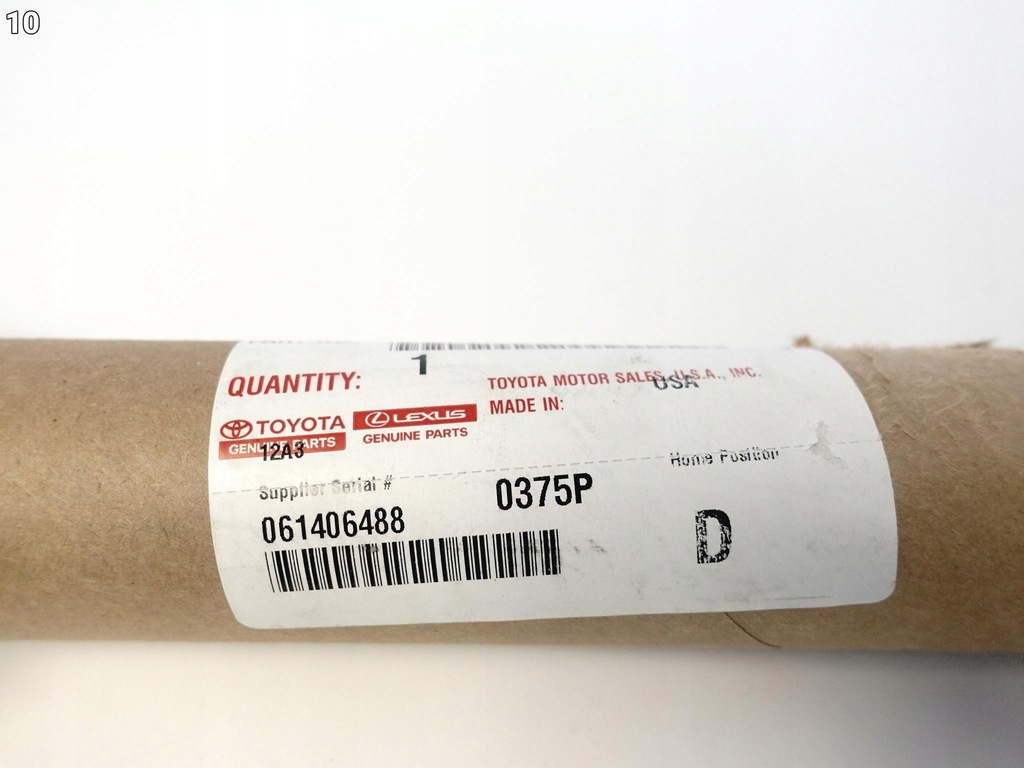 10
1
QUANTITY:
TOYOTA MOTOR SALES, U.S.A., INC.
USA
MADE IN:
TOYOTA
GENUINE PARTS
LEXUS
GENUINE PARTS
12A3
Home Position
Supplier Serial #
0375P
061406488
D